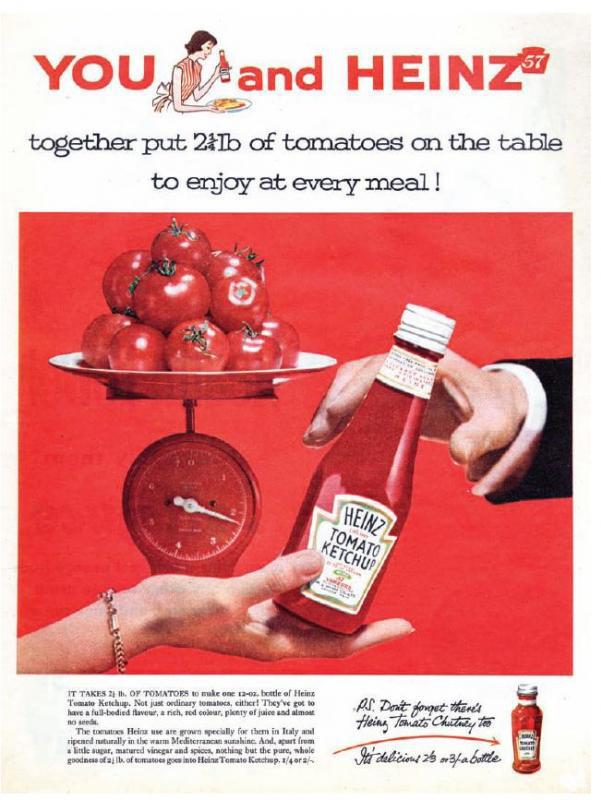 YOU and HEINZ 57
together put 2¼lb of tomatoes on the table
to enjoy at every meal!
HEINZ
TOMATO
KETCHUP
57
VARIETIES
IT TAKES 2¼ lb. OF TOMATOES to make one 12-oz. bottle of Heinz
Tomato Ketchup. Not just ordinary tomatoes, either! They've got to
have a full-bodied flavour, a rich, red colour, plenty of juice and almost
no seeds.
The tomatoes Heinz use are grown specially for them in Italy and
ripened naturally in the warm Mediterranean sunshine. And, apart from
a little sugar, matured vinegar and spices, nothing but the pure, whole
goodness of 2¼ lb. of tomatoes goes into Heinz Tomato Ketchup. 1/4 or 2/-.
P.S. Don't forget there's
Heinz Tomato Chutney too
It's delicious 2/3 or 3/- a bottle
HEINZ